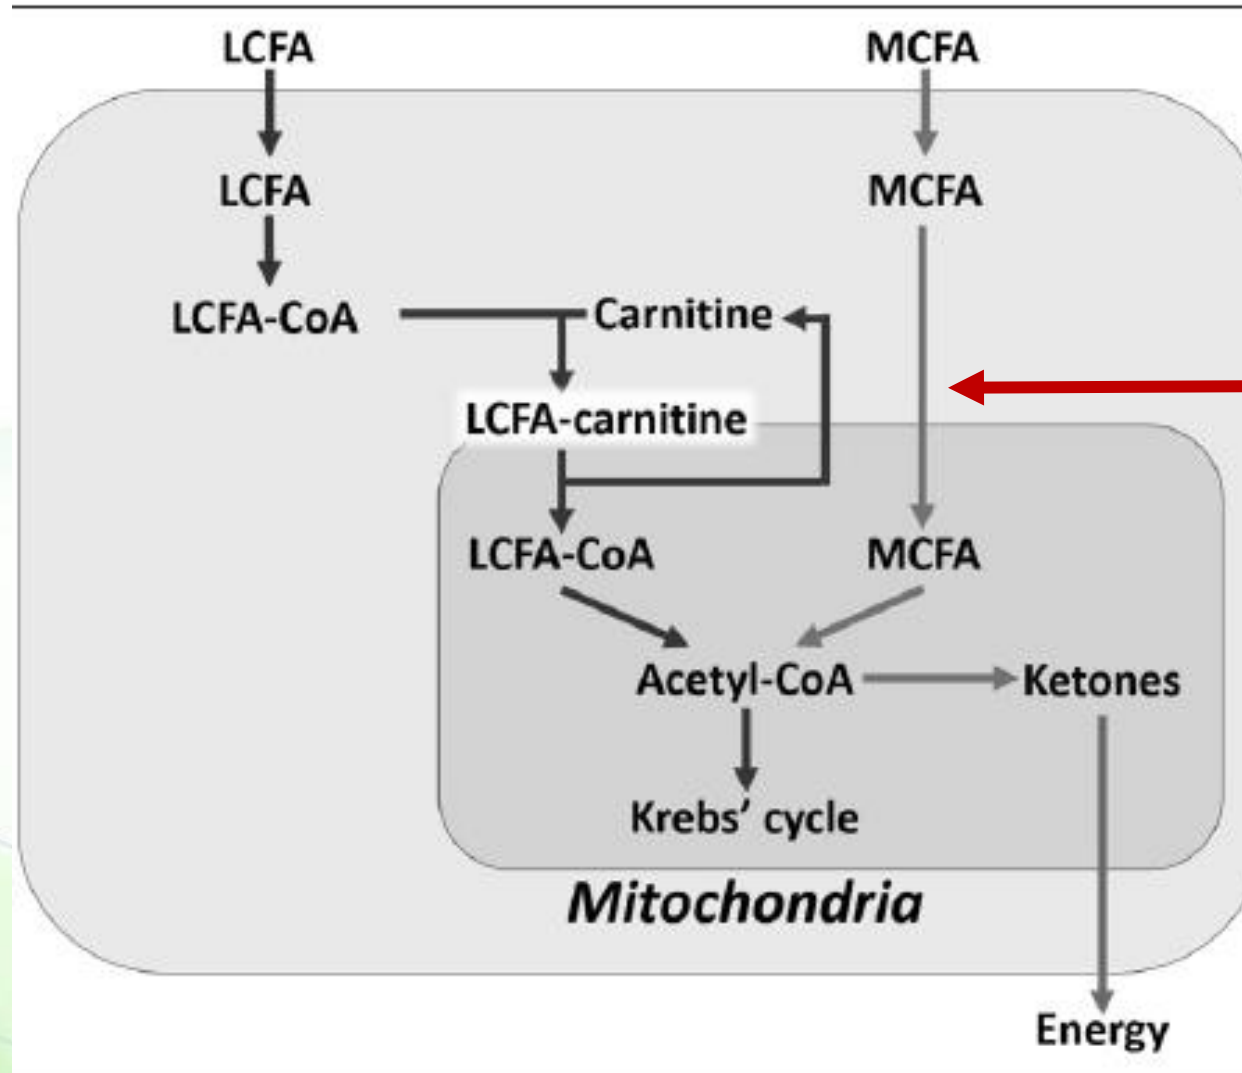 LCFA
MCFA
LCFA
MCFA
LCFA-CoA
Carnitine
LCFA-carnitine
LCFA-CoA
MCFA
Acetyl-CoA
Ketones
Krebs’ cycle
Mitochondria
Energy